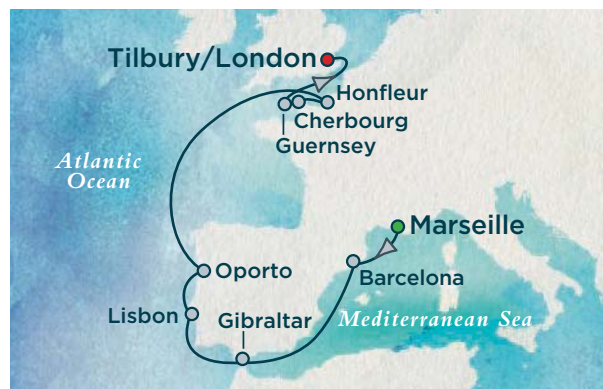 Tilbury/London
Honfleur
Cherbourg
Guernsey
Atlantic
Ocean
Marseille
Oporto
Barcelona
Lisbon
Gibraltar
Mediterranean Sea